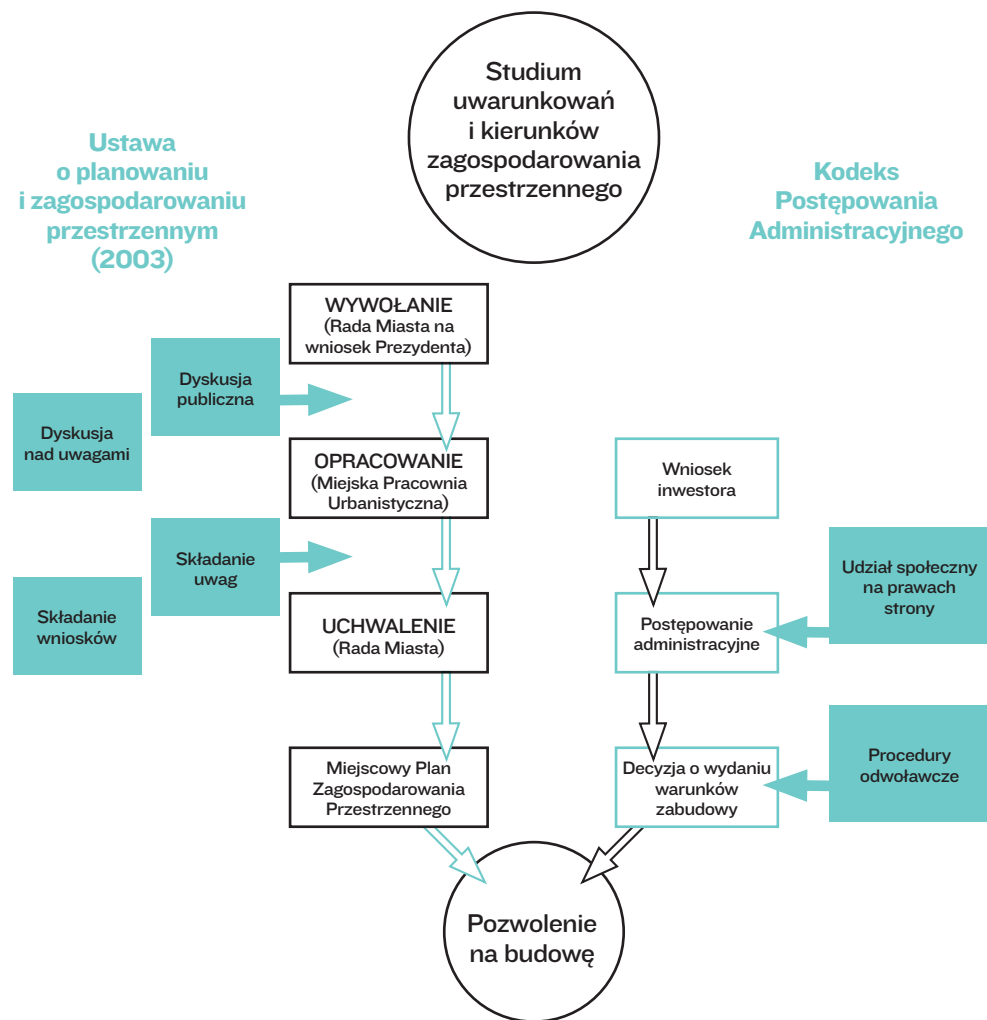 Studium
uwarunkowań
i kierunków
zagospodarowania
przestrzennego
Ustawa
o planowaniu
i zagospodarowaniu
przestrzennym
(2003)
Kodeks
Postępowania
Administracyjnego
WYWOŁANIE
(Rada Miasta na
wniosek Prezydenta)
Dyskusja
publiczna
Dyskusja
nad uwagami
OPRACOWANIE
(Miejska Pracownia
Urbanistyczna)
Wniosek
inwestora
Składanie
uwag
Składanie
wniosków
UCHWALENIE
(Rada Miasta)
Postępowanie
administracyjne
Udział społeczny
na prawach
strony
Miejscowy Plan
Zagospodarowania
Przestrzennego
Decyzja o wydaniu
warunków
zabudowy
Procedury
odwoławcze
Pozwolenie
na budowę